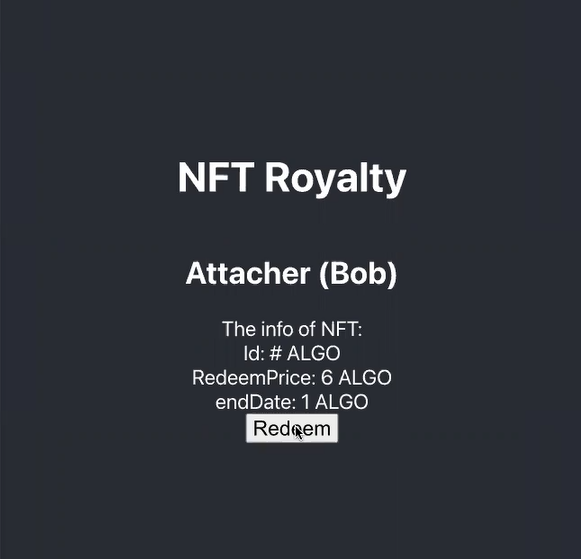 NFT Royalty
Attacher (Bob)
The info of NFT:
Id: # ALGO
RedeemPrice: 6 ALGO
endDate: 1 ALGO
Redeem